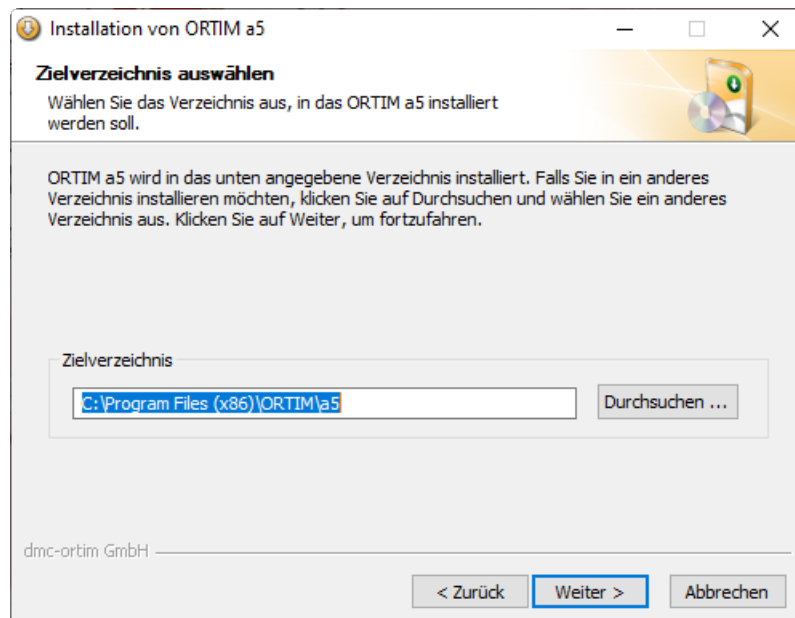 Installation von ORTIM a5
Zielverzeichnis auswählen
Wählen Sie das Verzeichnis aus, in das ORTIM a5 installiert
werden soll.
ORTIM a5 wird in das unten angegebene Verzeichnis installiert. Falls Sie in ein anderes
Verzeichnis installieren möchten, klicken Sie auf Durchsuchen und wählen Sie ein anderes
Verzeichnis aus. Klicken Sie auf Weiter, um fortzufahren.
Zielverzeichnis
C:\Program Files (x86)\ORTIM\a5
Durchsuchen ...
dmc-ortim GmbH
< Zurück
Weiter >
Abbrechen